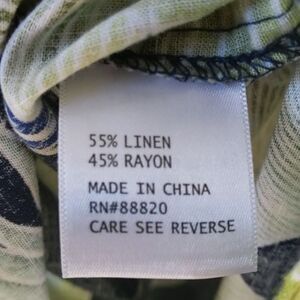 55% LINEN
45% RAYON
MADE IN CHINA
RN#88820
CARE SEE REVERSE